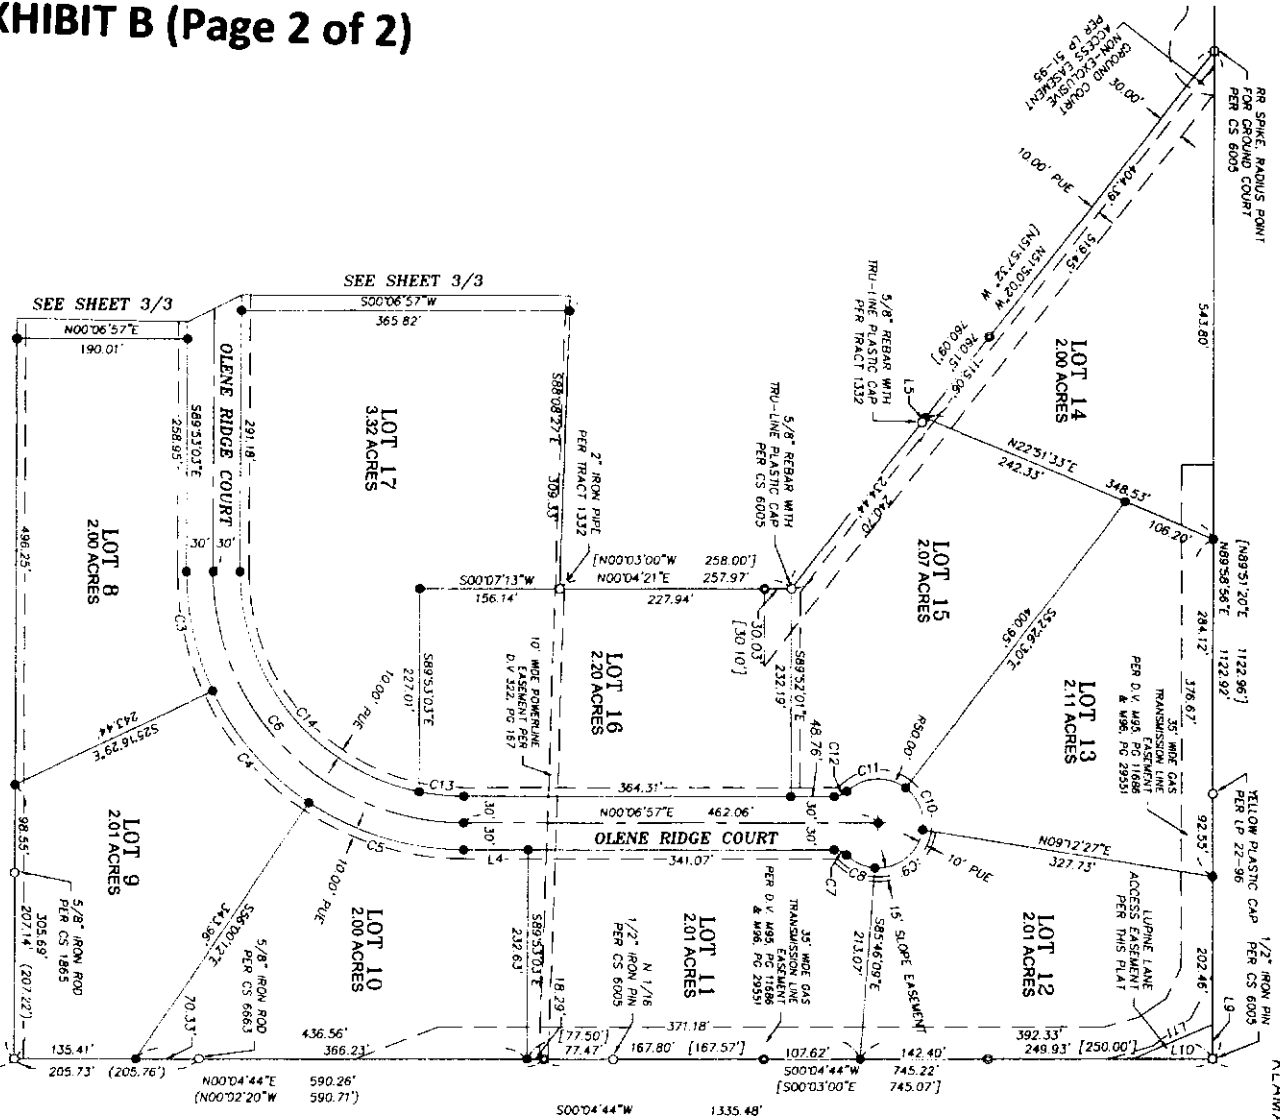 XHIBIT B (Page 2 of 2)
GROUND COURT
NON-EXCLUSIVE
ACCESS EASEMENT
PER LP 51-95
30.00'
10.00' PUE
404.39'
519.45'
RR SPIKE, RADIUS POINT
FOR GROUND COURT
PER CS 6005
543.80'
N51°50'02"W 760.15'
[N51°57'32" W 760.09']
115.06'
LOT 14
2.00 ACRES
5/8" REBAR WITH
TRU-LINE PLASTIC CAP
PER TRACT 1332
L5
N22°51'33"E
242.33'
348.53'
106.20'
[N89°51'20"E 1122.96']
N89°58'56"E 1122.92'
284.12'
376.67'
SEE SHEET 3/3
N00°06'57"E
190.01'
SEE SHEET 3/3
S00°06'57"W
365.82'
OLENE RIDGE COURT
S89°53'03"E
258.95'
291.18'
30'
30'
LOT 17
3.32 ACRES
S88°08'27"E 309.33'
2" IRON PIPE
PER TRACT 1332
5/8" REBAR WITH
TRU-LINE PLASTIC CAP
PER CS 6005
234.44'
240.70'
LOT 15
2.07 ACRES
S52°26'30"E
400.95'
LOT 8
2.00 ACRES
496.25'
[N00°03'00"W 258.00']
N00°04'21"E 257.97'
S00°07'13"W
156.14'
227.94'
30.03'
[30.10']
S89°53'03"E
227.01'
S89°52'01"E
232.19'
LOT 16
2.20 ACRES
10' WIDE POWERLINE
EASEMENT PER
D.V 322, PG 167
LOT 13
2.11 ACRES
35' WIDE GAS
TRANSMISSION LINE
EASEMENT
PER D.V. M95, PG 11686
& M96, PG 29551
C3
C6
C14
10.00' PUE
C4
S25°16'29"E
243.44'
C13
364.31'
48.76'
C12
C11
R50.00'
C10
30'
30'
N00°06'57"E 462.06'
30'
30'
OLENE RIDGE COURT
L4
341.07'
C7
C8
C9
10' PUE
C5
10.00' PUE
N09°12'27"E
327.73'
92.55'
YELLOW PLASTIC CAP
PER LP 22-96
1/2" IRON PIN
PER CS 6005
98.55'
LOT 9
2.01 ACRES
S56°00'12"E
343.96'
LOT 10
2.00 ACRES
S89°53'03"E
232.63'
18.29'
LOT 11
2.01 ACRES
1/2" IRON PIN
PER CS 6005
N 1/16
35' WIDE GAS
TRANSMISSION LINE
EASEMENT
PER D.V. M95, PG 11686
& M96, PG 29551
15' SLOPE EASEMENT
S85°46'09"E
213.07'
LOT 12
2.01 ACRES
LUPINE LANE
ACCESS EASEMENT
PER THIS PLAT
202.46'
L9
L11
L10
5/8" IRON ROD
PER CS 1865
305.69'
207.14' (207.22')
5/8" IRON ROD
PER CS 6663
70.33'
436.56'
366.23'
[77.50']
77.47'
371.18'
167.80' [167.57']
107.62'
142.40'
392.33'
249.93' [250.00']
135.41'
205.73' (205.76')
N00°04'44"E 590.26'
(N00°02'20"W 590.71')
S00°04'44"W 745.22'
[S00°03'00"E 745.07']
S00°04'44"W 1335.48'